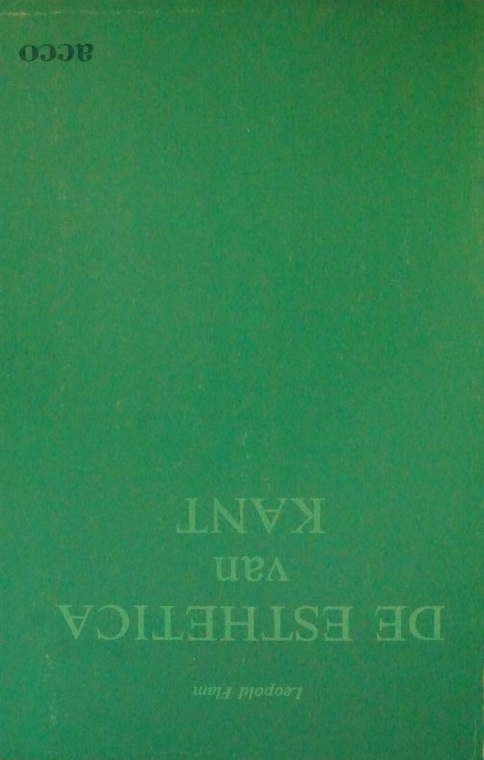 Leopold Flam
DE ESTHETICA
van
KANT
acco